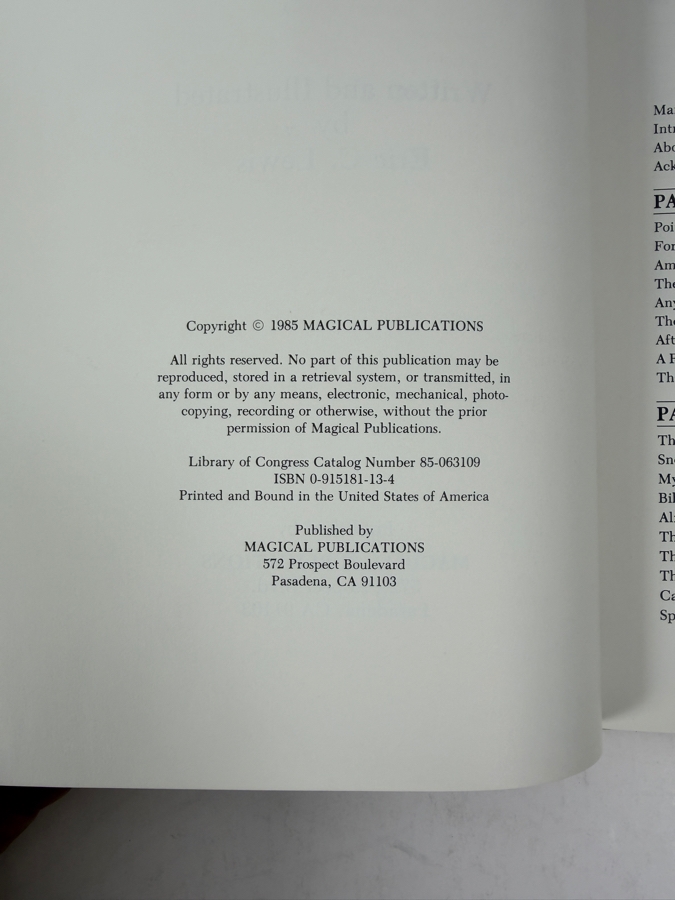 Copyright © 1985 MAGICAL PUBLICATIONS
All rights reserved. No part of this publication may be
reproduced, stored in a retrieval system, or transmitted, in
any form or by any means, electronic, mechanical, photo-
copying, recording or otherwise, without the prior
permission of Magical Publications.
Library of Congress Catalog Number 85-063109
ISBN 0-915181-13-4
Printed and Bound in the United States of America
Published by
MAGICAL PUBLICATIONS
572 Prospect Boulevard
Pasadena, CA 91103